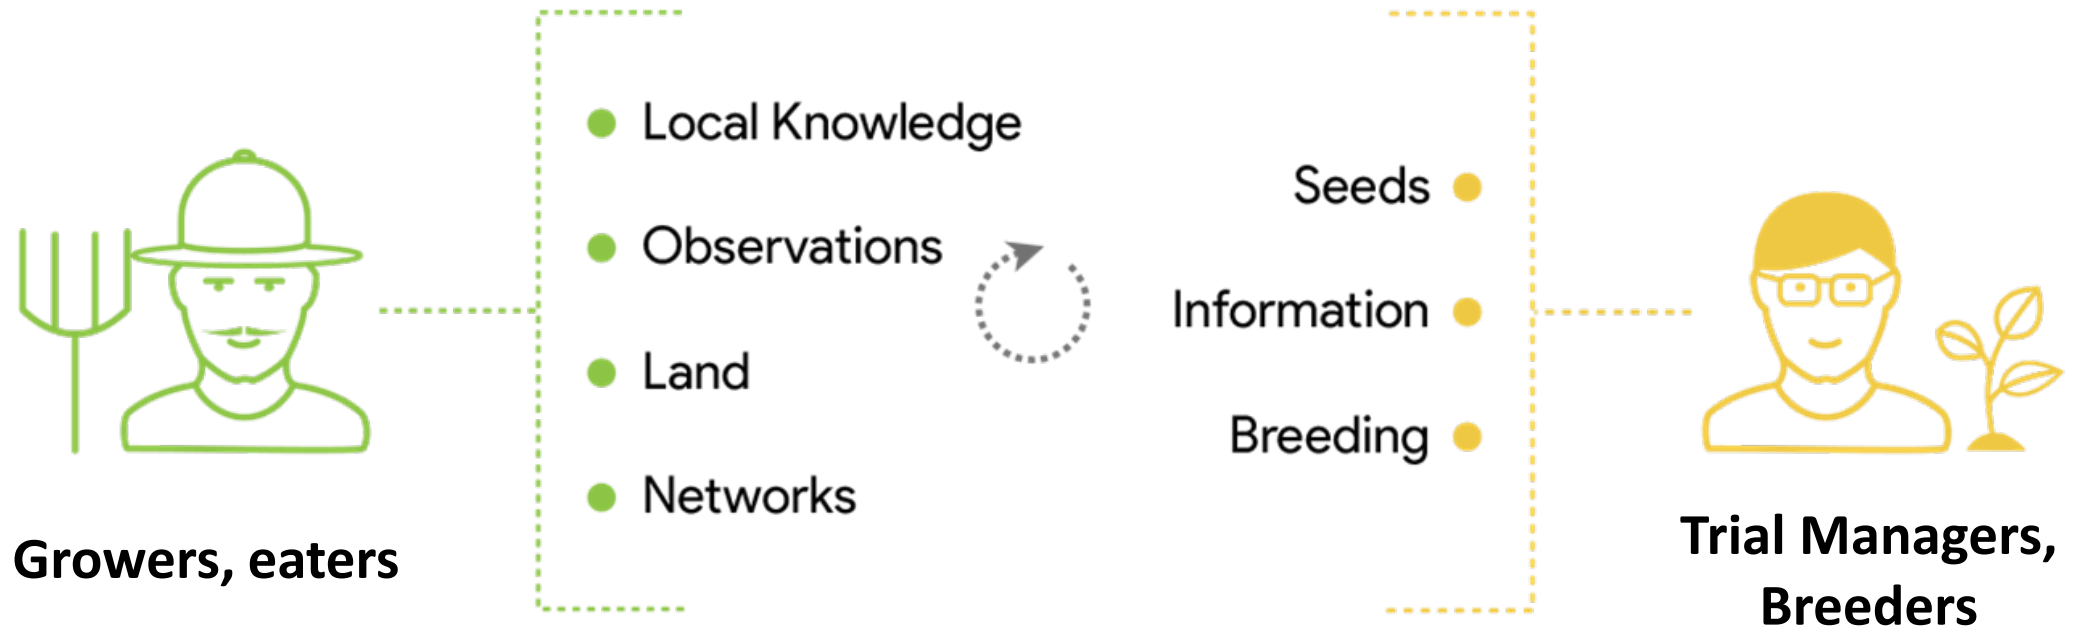 Local Knowledge
Observations
Land
Networks
Growers, eaters
Seeds
Information
Breeding
Trial Managers,
Breeders